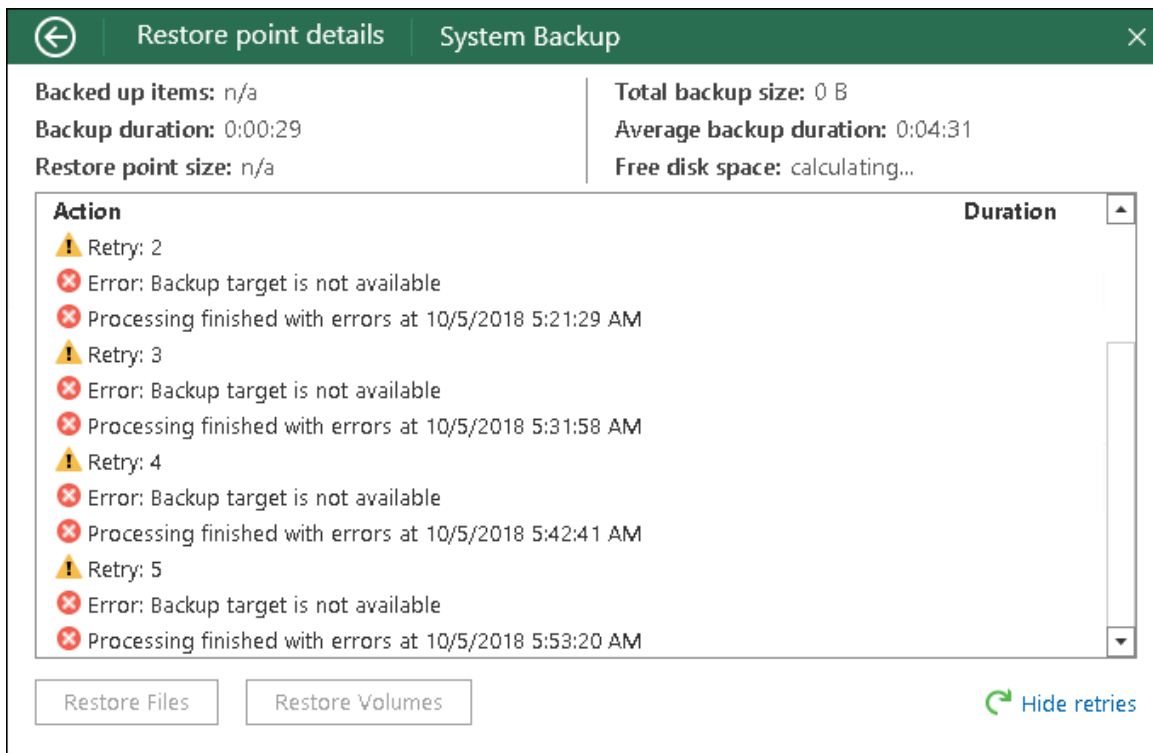 Restore point details System Backup
Backed up items: n/a
Backup duration: 0:00:29
Restore point size: n/a
Total backup size: 0 B
Average backup duration: 0:04:31
Free disk space: calculating...
Action Duration
Retry: 2
Error: Backup target is not available
Processing finished with errors at 10/5/2018 5:21:29 AM
Retry: 3
Error: Backup target is not available
Processing finished with errors at 10/5/2018 5:31:58 AM
Retry: 4
Error: Backup target is not available
Processing finished with errors at 10/5/2018 5:42:41 AM
Retry: 5
Error: Backup target is not available
Processing finished with errors at 10/5/2018 5:53:20 AM
Restore Files Restore Volumes Hide retries